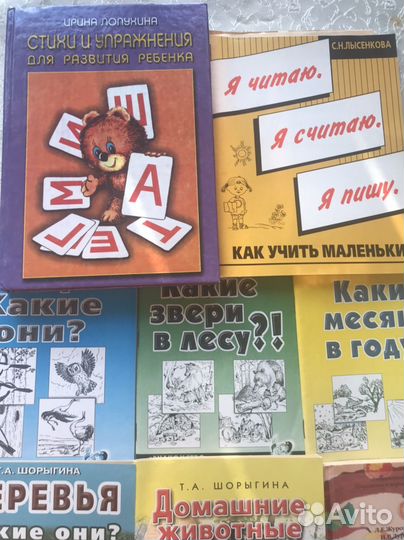 ИРИНА ЛОПУХИНА
СТИХИ И УПРАЖНЕНИЯ
ДЛЯ РАЗВИТИЯ РЕБЕНКА
Ш
И
М
А
П
Е
Л
Т
С.Н.ЛЫСЕНКОВА
Я читаю.
Я считаю.
Я пишу.
КАК УЧИТЬ МАЛЕНЬКИ
Какие
они?
Какие
звери
в лесу?!
Каки
месяц
в году
Т.А. ШОРЫГИНА
ЕРЕВЬЯ
кие они?
Т.А. ШОРЫГИНА
Домашние
животные
Avito